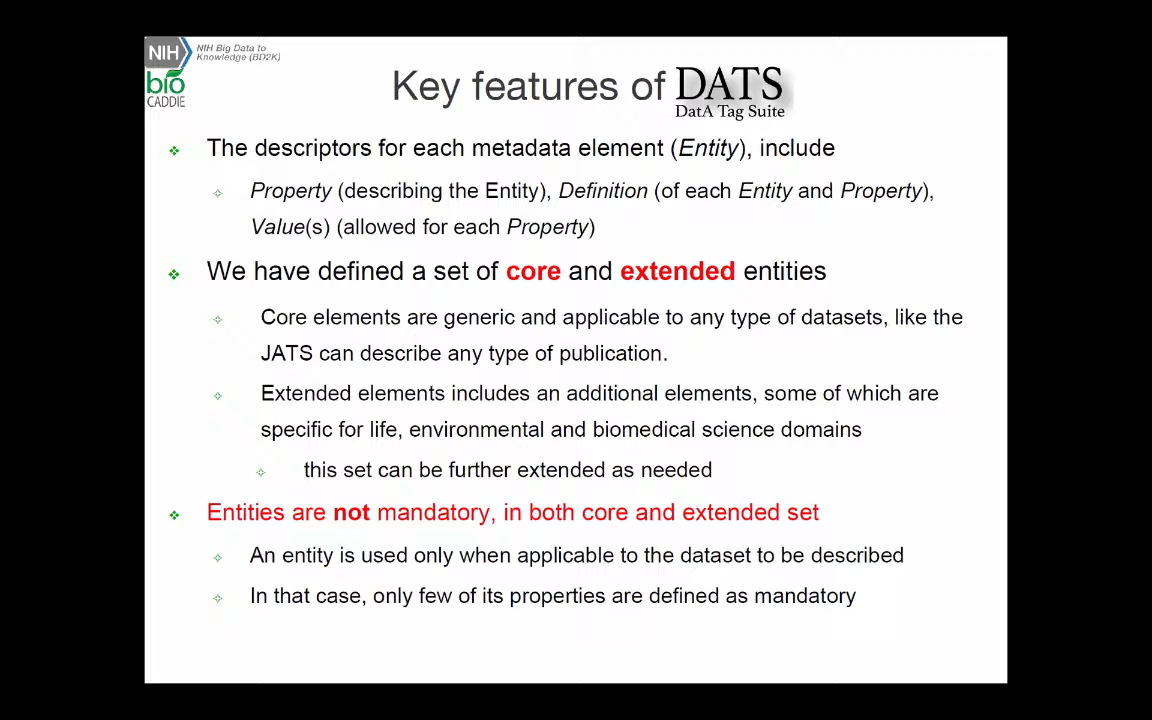 NIH
NIH Big Data to
Knowledge (BD2K)
bio
CADDIE
Key features of DATS
DatA Tag Suite
The descriptors for each metadata element (Entity), include
Property (describing the Entity), Definition (of each Entity and Property),
Value(s) (allowed for each Property)
We have defined a set of core and extended entities
Core elements are generic and applicable to any type of datasets, like the
JATS can describe any type of publication.
Extended elements includes an additional elements, some of which are
specific for life, environmental and biomedical science domains
this set can be further extended as needed
Entities are not mandatory, in both core and extended set
An entity is used only when applicable to the dataset to be described
In that case, only few of its properties are defined as mandatory